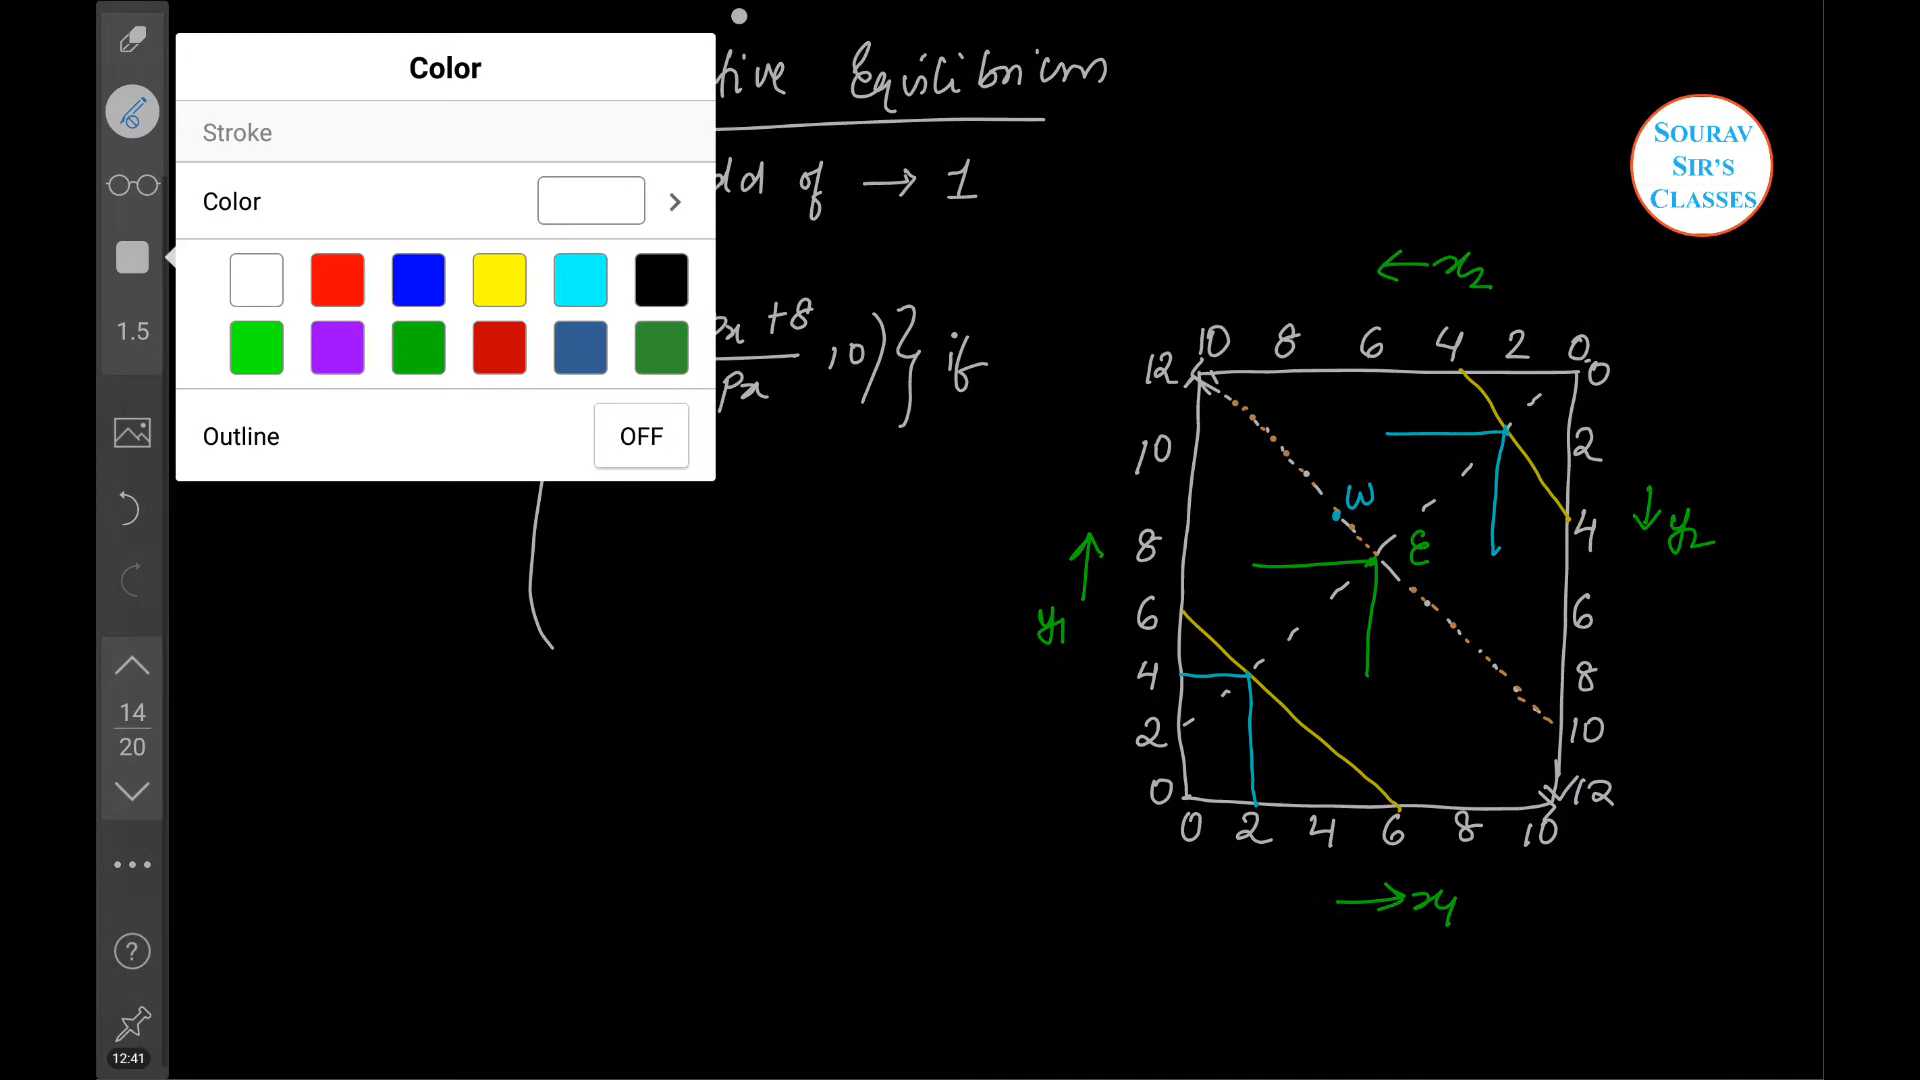 Color
Stroke
Color
Outline
OFF
1.5
14
20
?
12:41
tive Equilibrium
dd of → 1
px + 8
px
, 0 ) } if
SOURAV
SIR'S
CLASSES
← x2
10 8 6 4 2 0
12 0
10 2
8 4
6 6
4 8
2 10
0 12
0 2 4 6 8 10
W
E
↑ y1
↓ y2
→ x1